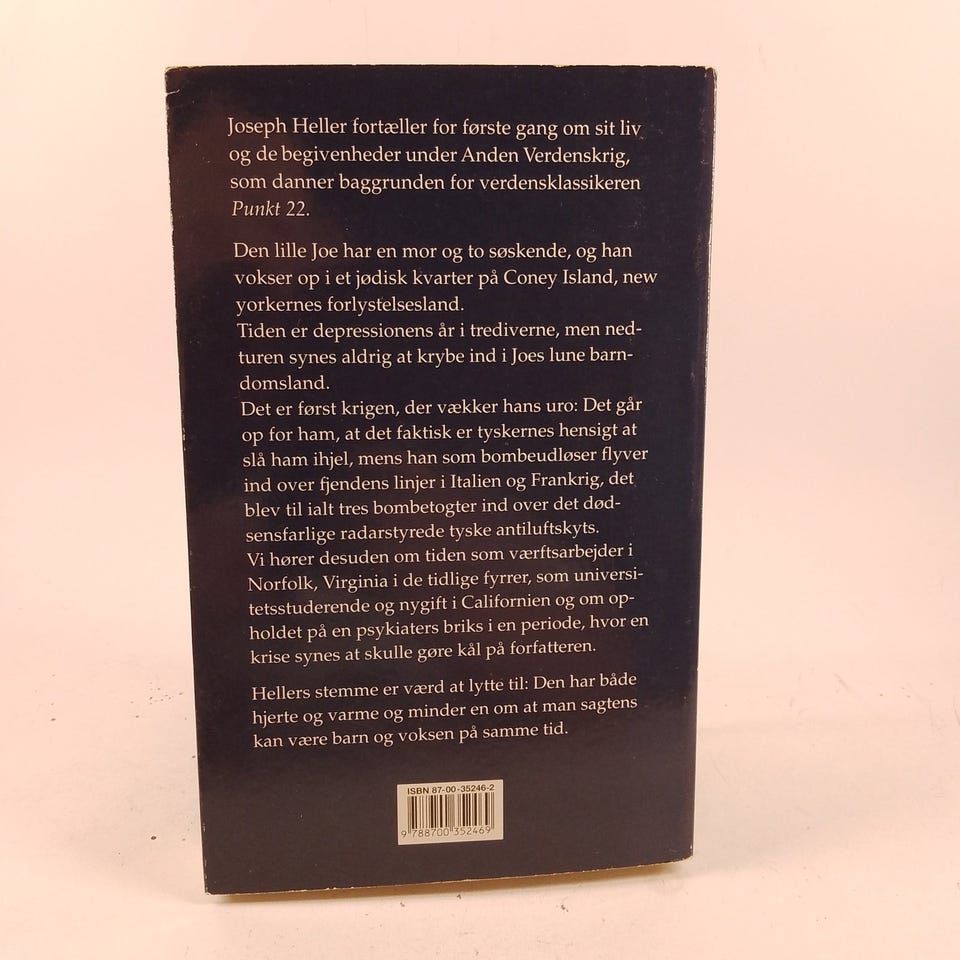 Joseph Heller fortæller for første gang om sit liv
og de begivenheder under Anden Verdenskrig,
som danner baggrunden for verdensklassikeren
Punkt 22.
Den lille Joe har en mor og to søskende, og han
vokser op i et jødisk kvarter på Coney Island, new
yorkernes forlystelsesland.
Tiden er depressionens år i trediverne, men ned-
turen synes aldrig at krybe ind i Joes lune barn-
domsland.
Det er først krigen, der vækker hans uro: Det går
op for ham, at det faktisk er tyskernes hensigt at
slå ham ihjel, mens han som bombeudløser flyver
ind over fjendens linjer i Italien og Frankrig, det
blev til ialt tres bombetogter ind over det død-
sensfarlige radarstyrede tyske antiluftskyts.
Vi hører desuden om tiden som værftsarbejder i
Norfolk, Virginia i de tidlige fyrrer, som universi-
tetsstuderende og nygift i Californien og om op-
holdet på en psykiaters briks i en periode, hvor en
krise synes at skulle gøre kål på forfatteren.
Hellers stemme er værd at lytte til: Den har både
hjerte og varme og minder en om at man sagtens
kan være barn og voksen på samme tid.
ISBN 87-00-35246-2
9 788700 352469